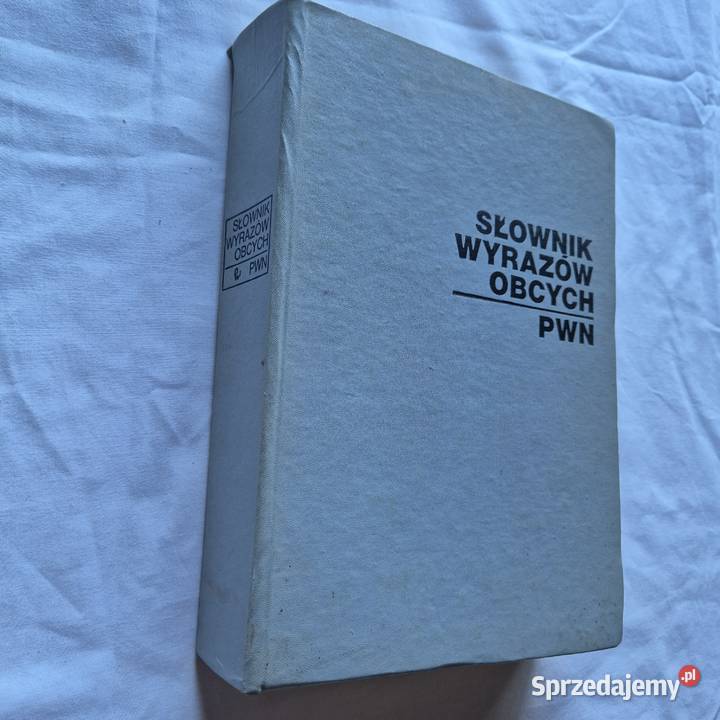 SŁOWNIK
WYRAZÓW
OBCYCH
PWN
SŁOWNIK
WYRAZÓW
OBCYCH
PWN
Sprzedajemy.pl